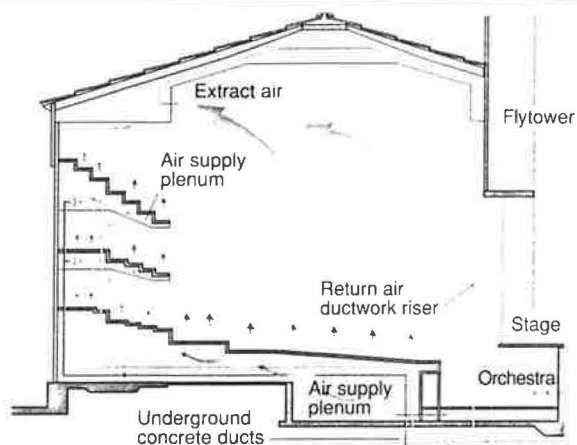 Extract air
Flytower
Air supply
plenum
Return air
ductwork riser
Stage
Orchestra
Air supply
plenum
Underground
concrete ducts